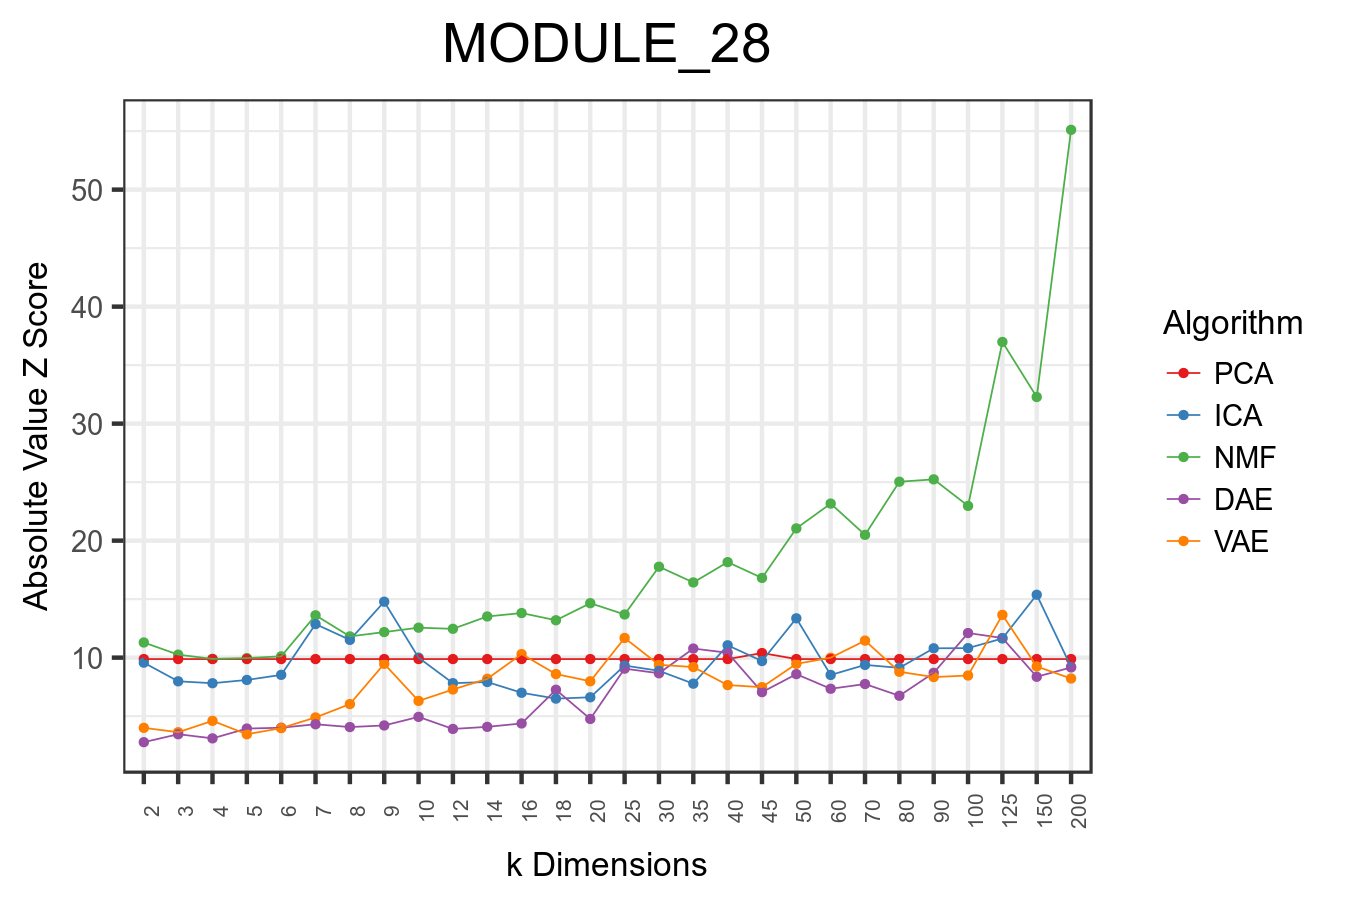 MODULE_28
Absolute Value Z Score
50
40
30
20
10
2 3 4 5 6 7 8 9 10 12 14 16 18 20 25 30 35 40 45 50 60 70 80 90 100 125 150 200
k Dimensions
Algorithm
PCA
ICA
NMF
DAE
VAE